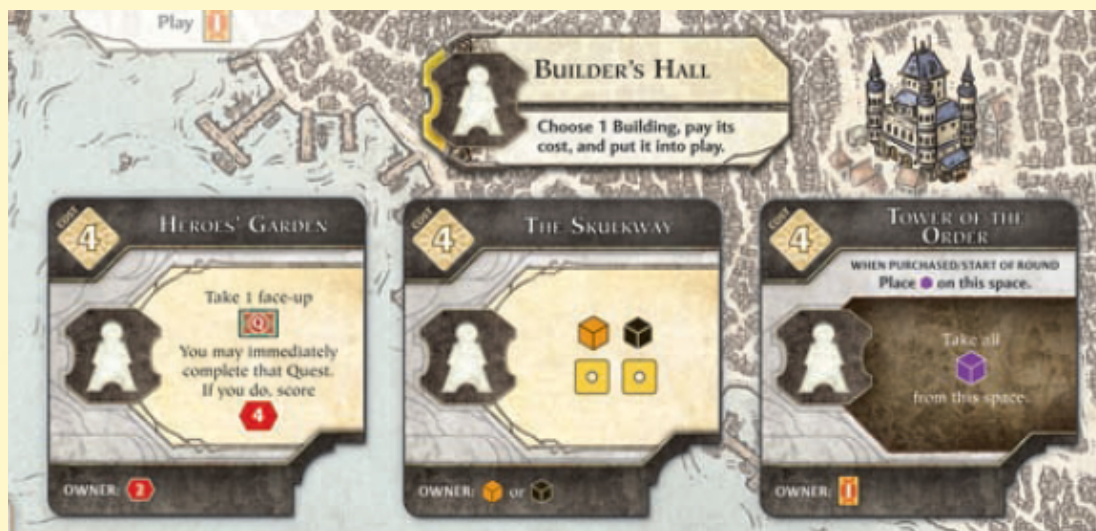 Play I
BUILDER'S HALL
Choose 1 Building, pay its
cost, and put it into play.
COST
4
HEROES' GARDEN
Take 1 face-up
Q
You may immediately
complete that Quest.
If you do, score
4
OWNER: 2
COST
4
THE SKULKWAY
OWNER: or
COST
4
TOWER OF THE
ORDER
WHEN PURCHASED/START OF ROUND
Place on this space.
Take all
from this space.
OWNER: I